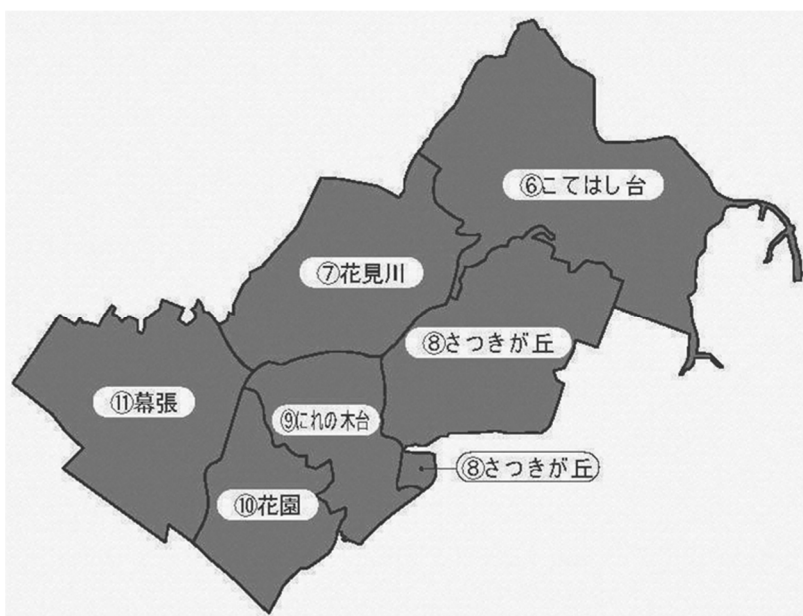 ⑥こてはし台
⑦花見川
⑧さつきが丘
⑪幕張
⑨にれの木台
⑧さつきが丘
⑩花園